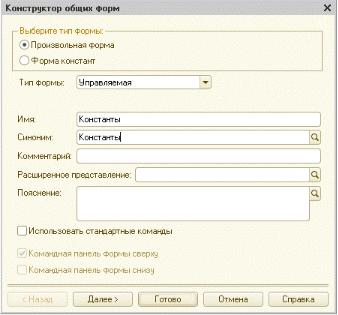 Конструктор общих форм
Выберите тип формы:
Произвольная форма
Форма констант
Тип формы: Управляемая
Имя: Константы
Синоним: Константы
Комментарий:
Расширенное представление:
Пояснение:
Использовать стандартные команды
Командная панель формы сверху
Командная панель формы снизу
< Назад Далее > Готово Отмена Справка